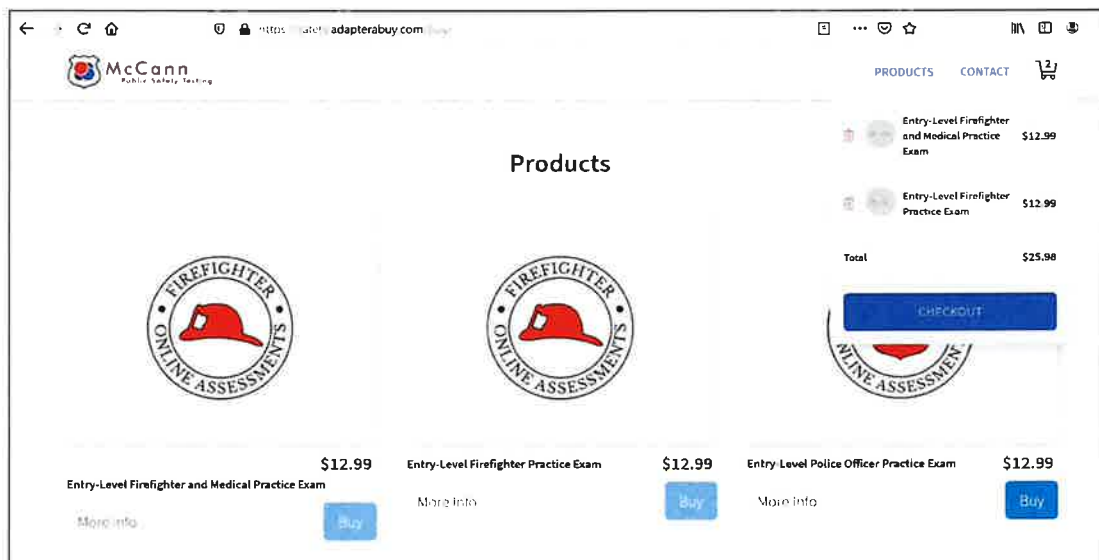 adapterabuy com
McCann
Public Safety Testing
PRODUCTS CONTACT 2
Entry-Level Firefighter
and Medical Practice
Exam
$12.99
Entry-Level Firefighter
Practice Exam
$12.99
Total $25.98
CHECKOUT
Products
FIREFIGHTER
ONLINE ASSESSMENTS
FIREFIGHTER
ONLINE ASSESSMENTS
ONLINE ASSESSMEN
$12.99
Entry-Level Firefighter and Medical Practice Exam
More info
Buy
Entry-Level Firefighter Practice Exam $12.99
More info
Buy
Entry-Level Police Officer Practice Exam $12.99
More info
Buy